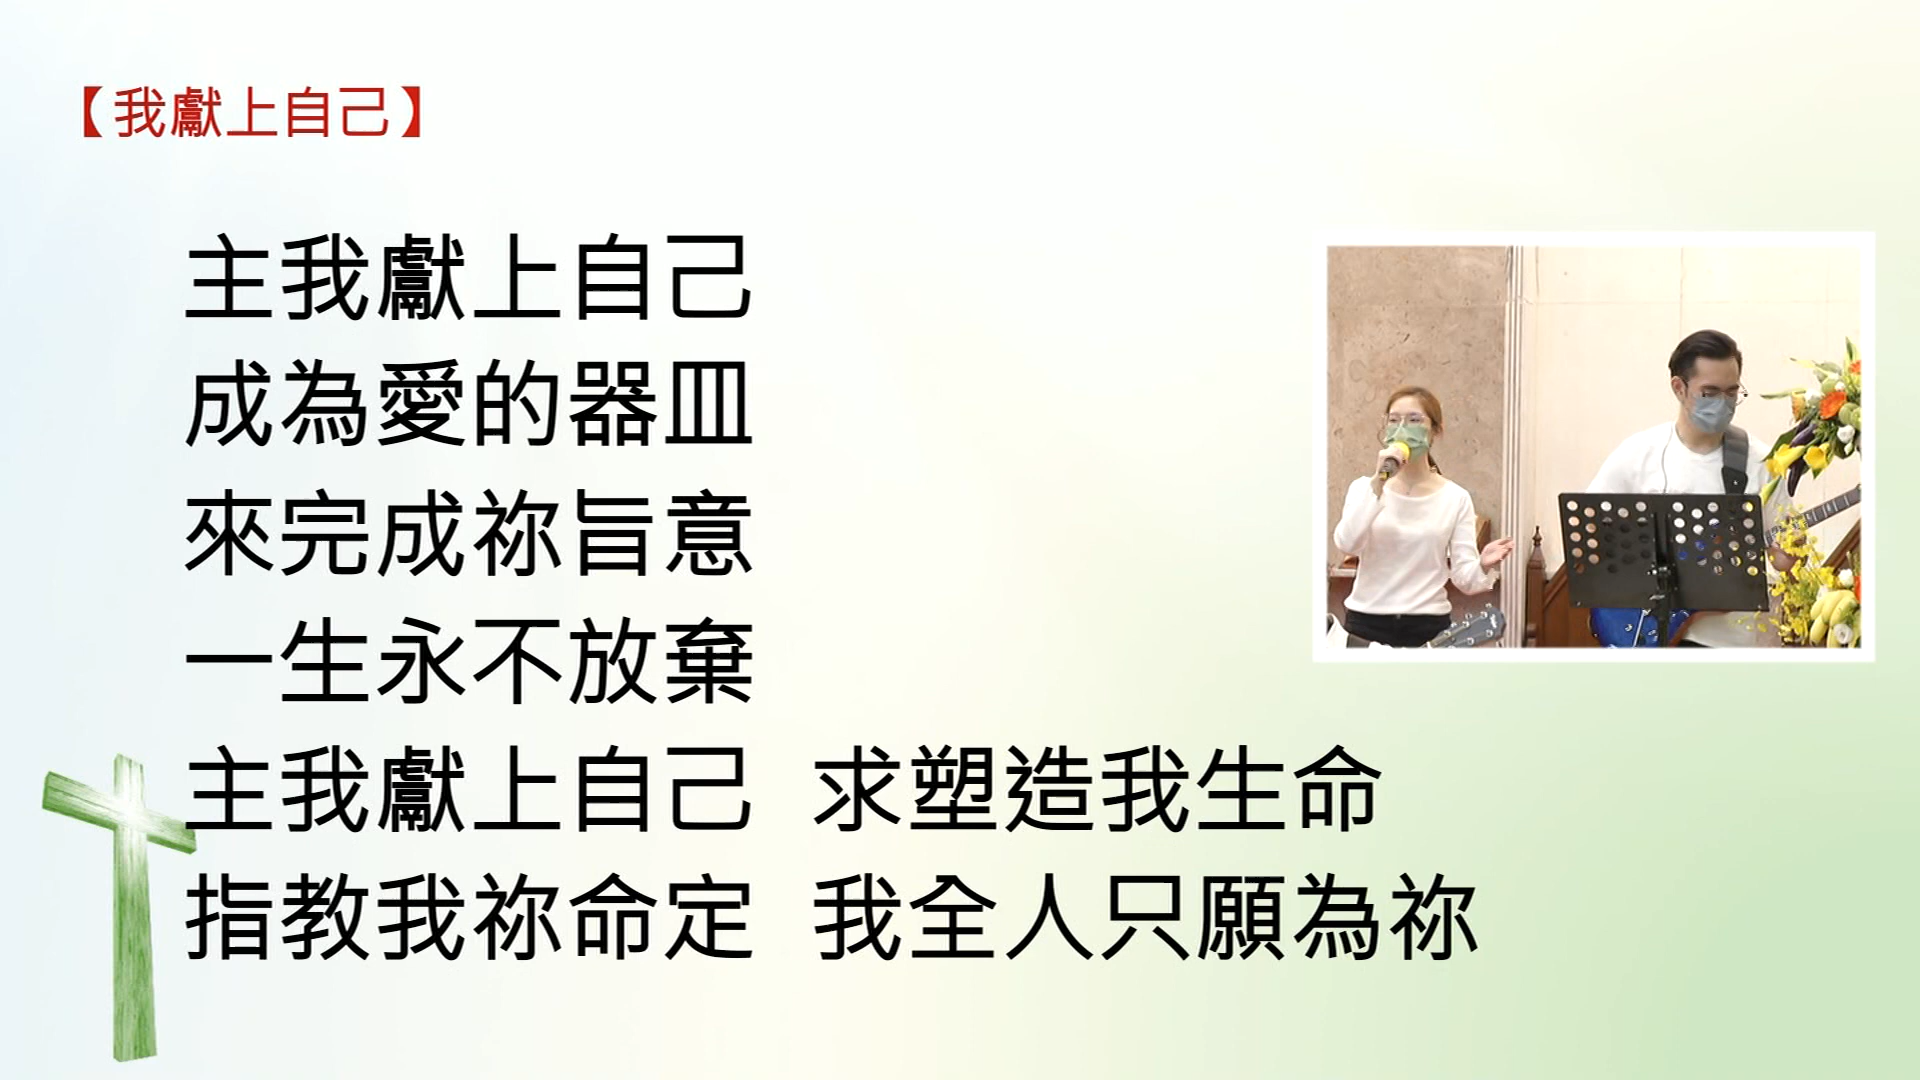 【我獻上自己】
主我獻上自己
成為愛的器皿
來完成祢旨意
一生永不放棄
主我獻上自己 求塑造我生命
指教我祢命定 我全人只願為祢